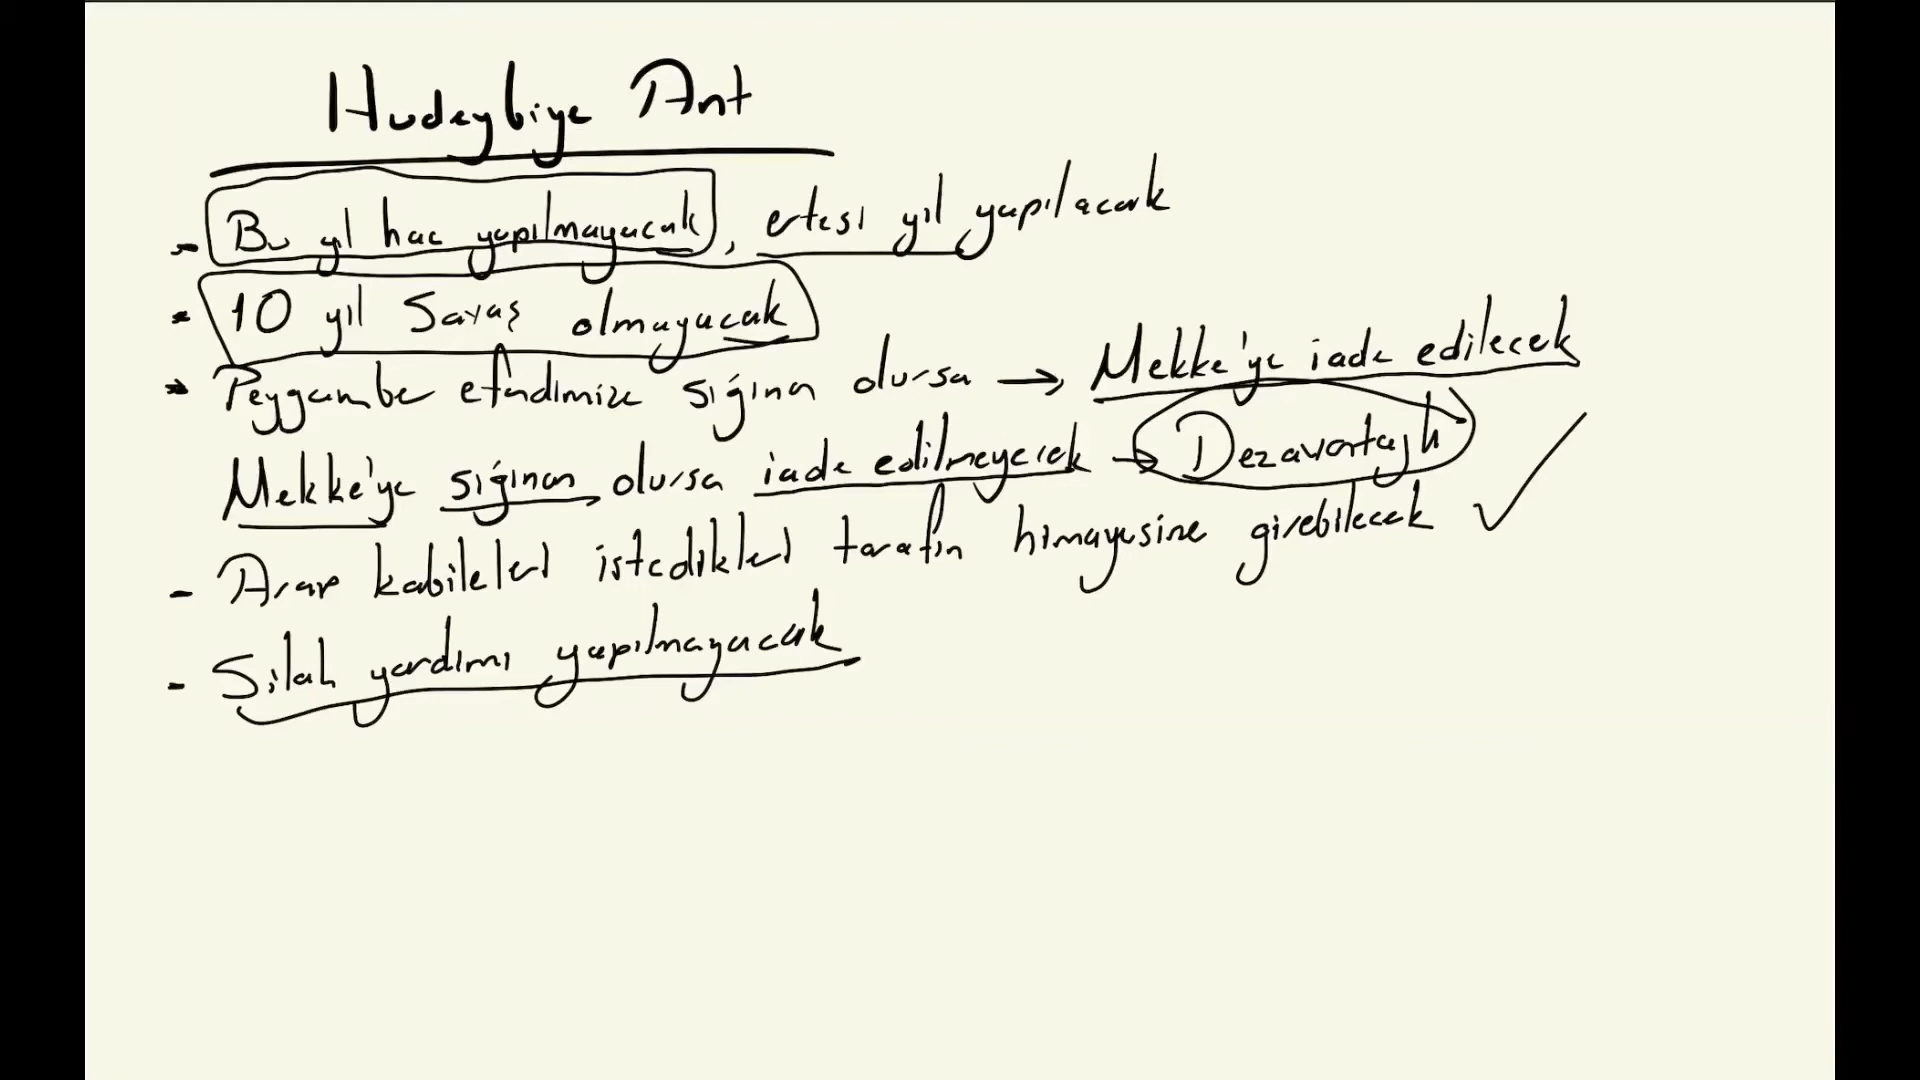 Hudeybiye Ant
- Bu yıl hac yapılmayacak, ertesi yıl yapılacak
- 10 yıl Savaş olmayacak
- Peygamber efendimize sığınan olursa → Mekke'ye iade edilecek
Mekke'ye sığınan olursa iade edilmeyecek → Dezavantajlı
- Arap kabileleri istedikleri tarafın himayesine girebilecek ✓
- Silah yardımı yapılmayacak